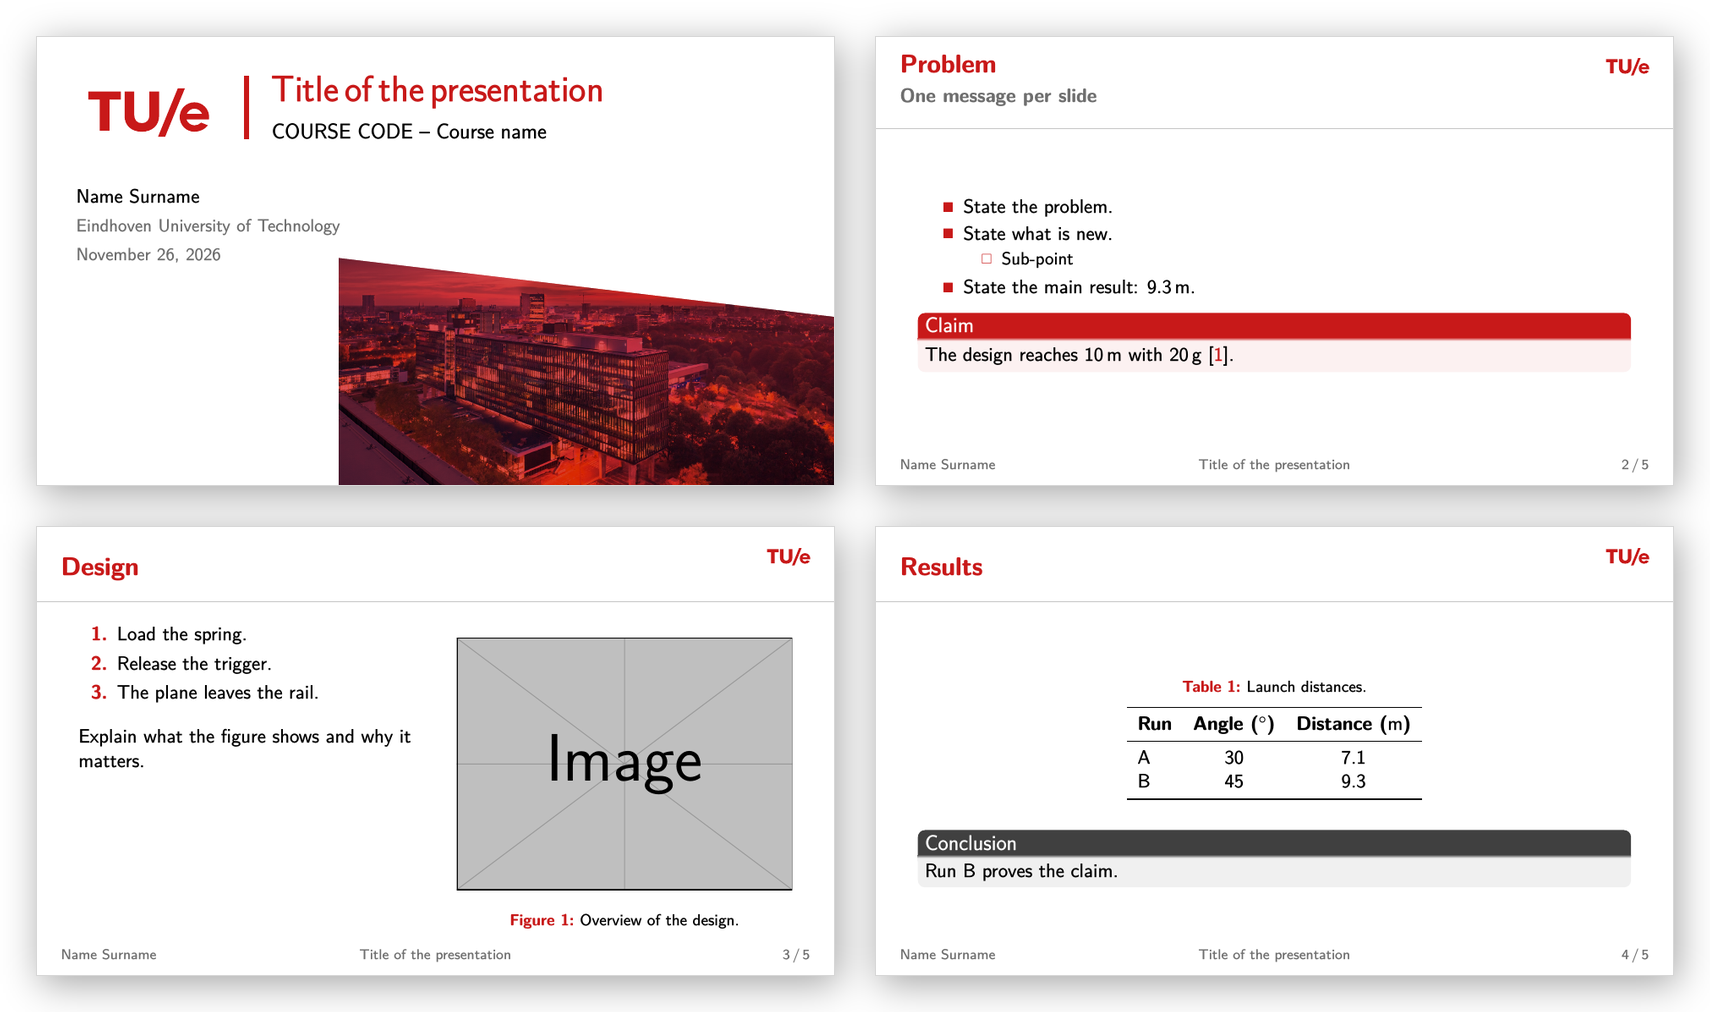 TU/e
Title of the presentation
COURSE CODE – Course name
Name Surname
Eindhoven University of Technology
November 26, 2026
Problem
TU/e
One message per slide
State the problem.
State what is new.
Sub-point
State the main result: 9.3 m.
Claim
The design reaches 10 m with 20 g [1].
Name Surname Title of the presentation 2 / 5
Design
TU/e
1. Load the spring.
2. Release the trigger.
3. The plane leaves the rail.
Explain what the figure shows and why it
matters.
Image
Figure 1: Overview of the design.
Name Surname Title of the presentation 3 / 5
Results
TU/e
Table 1: Launch distances.
Run Angle (°) Distance (m)
A 30 7.1
B 45 9.3
Conclusion
Run B proves the claim.
Name Surname Title of the presentation 4 / 5